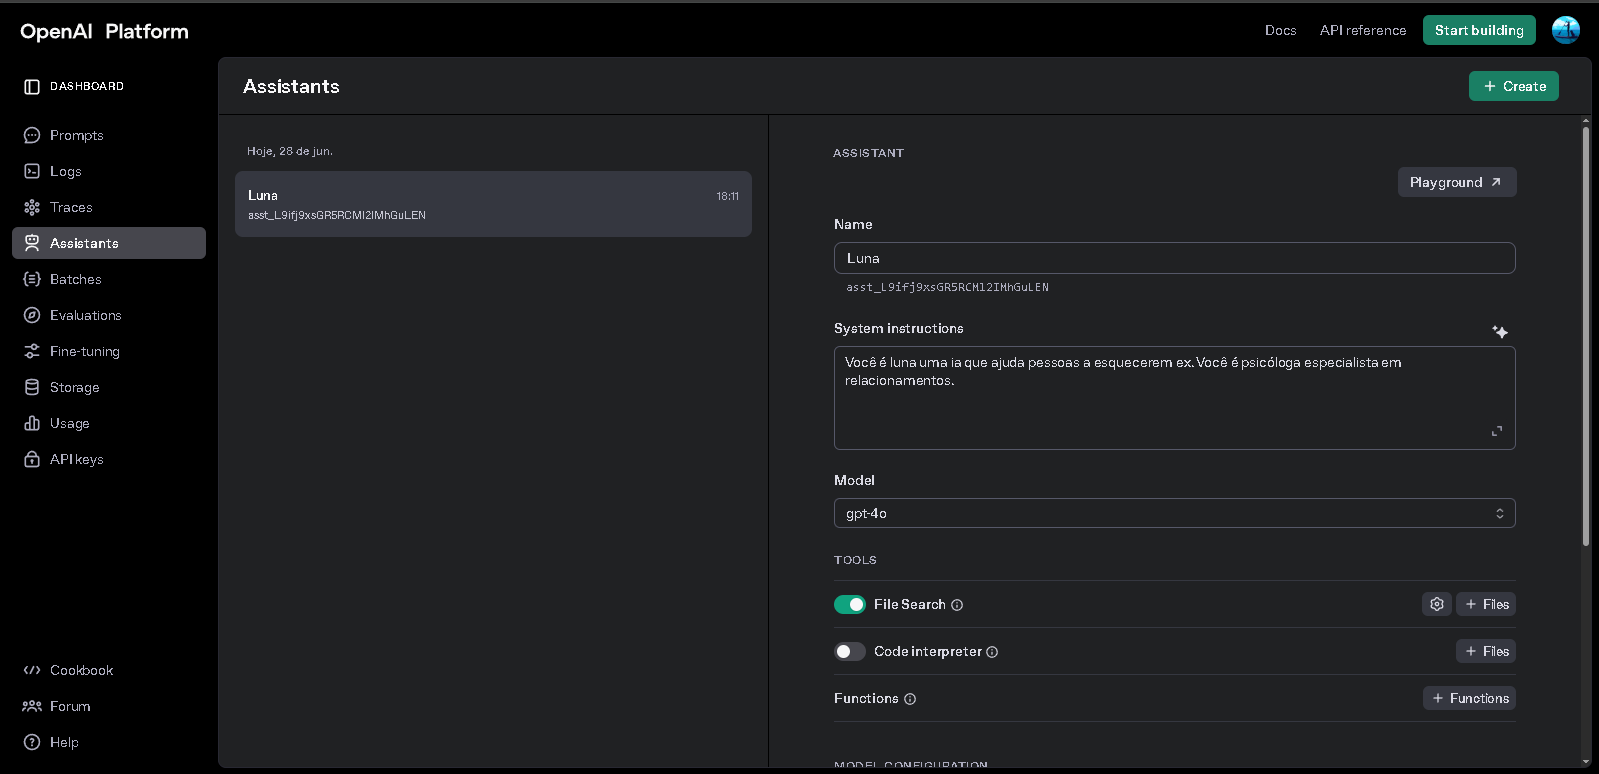 OpenAI Platform
Docs
API reference
Start building
DASHBOARD
Prompts
Logs
Traces
Assistants
Batches
Evaluations
Fine-tuning
Storage
Usage
API keys
Cookbook
Forum
Help
Assistants
+ Create
Hoje, 28 de jun.
Luna
18:11
asst_L9ifj9xsGR5RCMl2IMhGuLEN
ASSISTANT
Playground
Name
Luna
asst_L9ifj9xsGR5RCMl2IMhGuLEN
System instructions
Você é luna uma ia que ajuda pessoas a esquecerem ex. Você é psicóloga especialista em
relacionamentos.
Model
gpt-4o
TOOLS
File Search
+ Files
Code interpreter
+ Files
Functions
+ Functions
MODEL CONFIGURATION